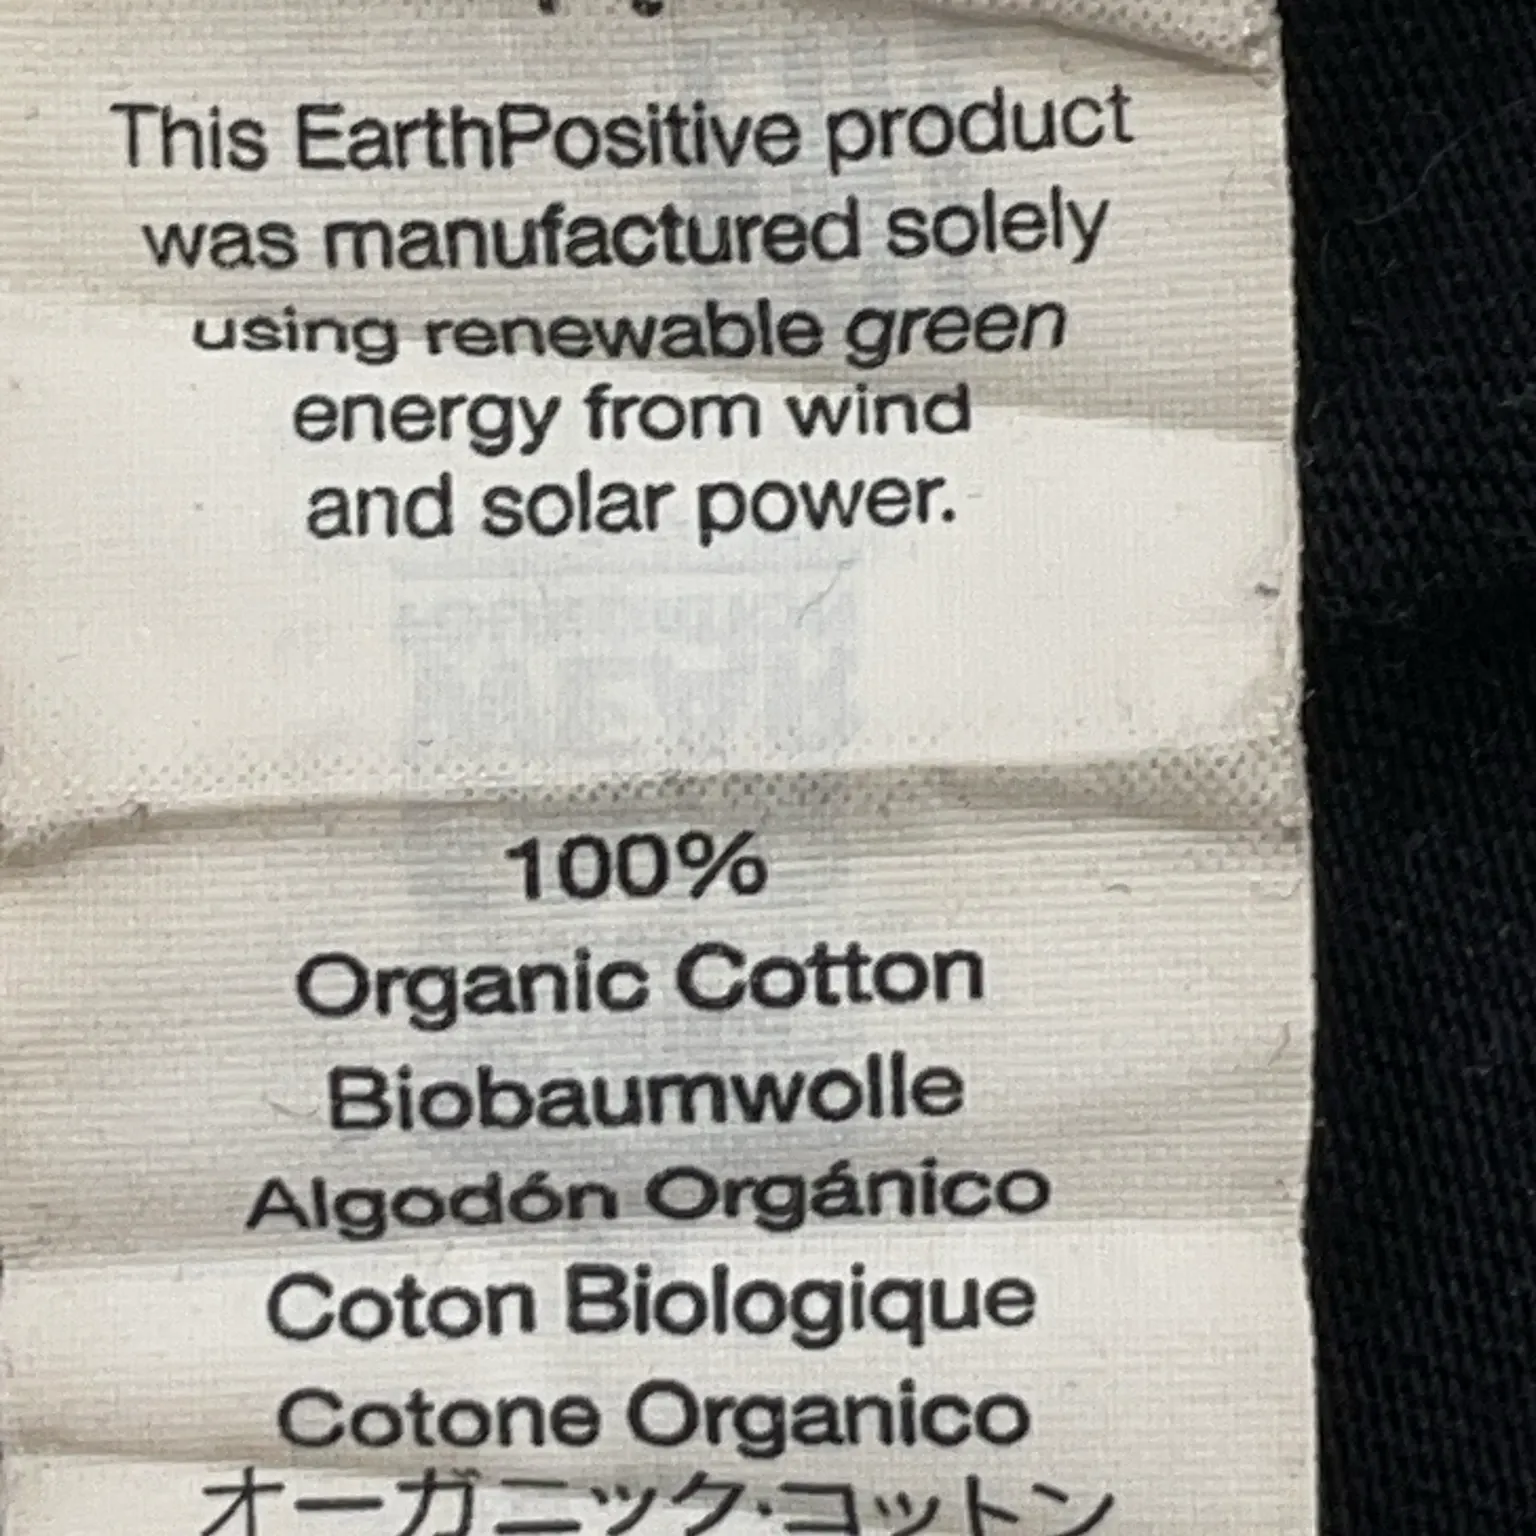 This EarthPositive product
was manufactured solely
using renewable green
energy from wind
and solar power.
100%
Organic Cotton
Biobaumwolle
Algodón Orgánico
Coton Biologique
Cotone Organico
オーガニック·コットン